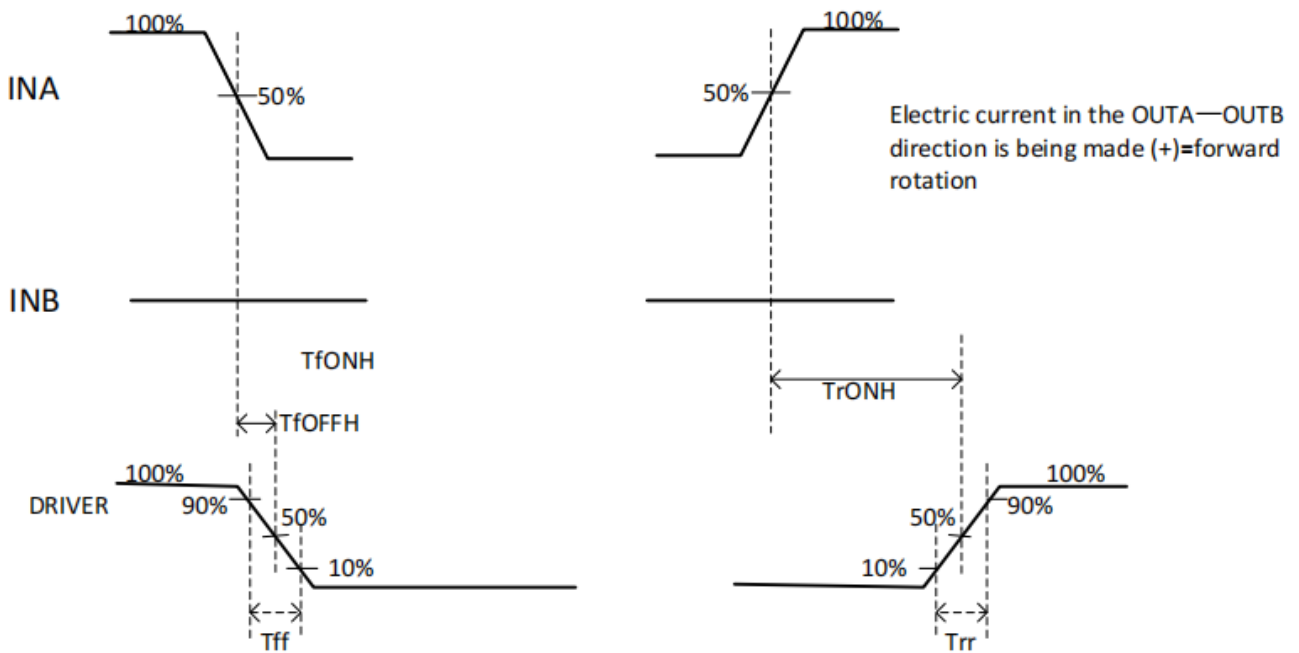 100%
100%
INA
50%
50%
Electric current in the OUTA—OUTB
direction is being made (+)=forward
rotation
INB
TfONH
TrONH
TfOFFH
100%
100%
DRIVER
90%
90%
50%
50%
10%
10%
Tff
Trr